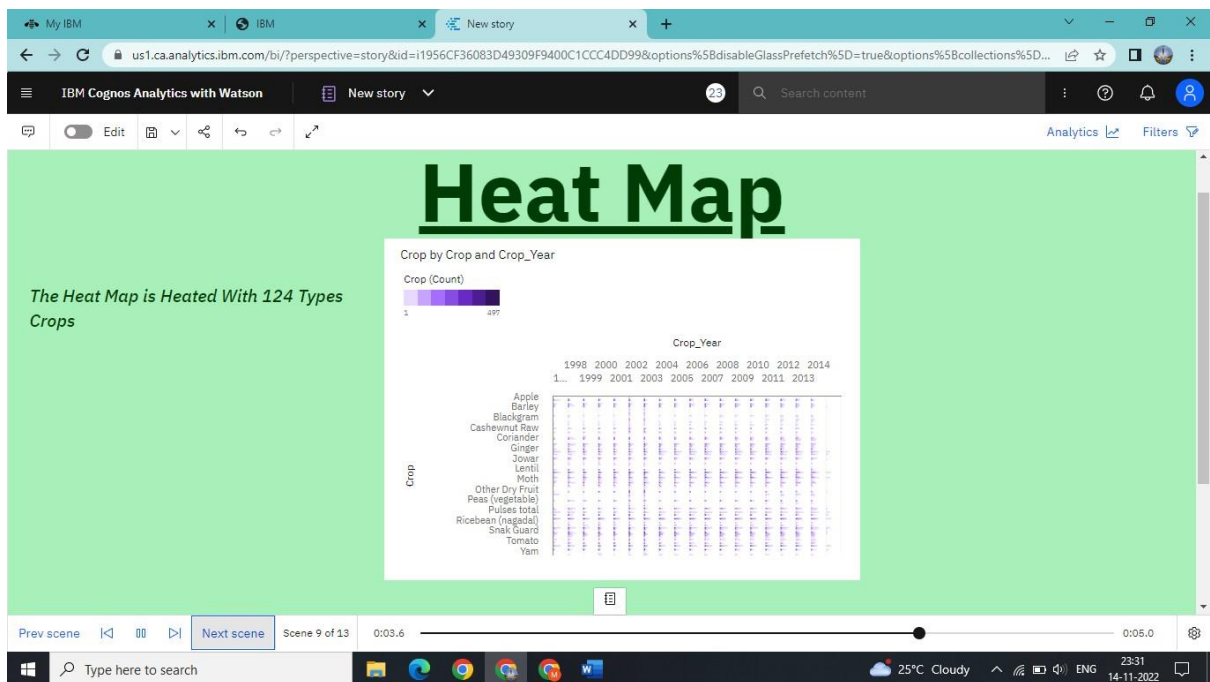 My IBM
IBM
New story
us1.ca.analytics.ibm.com/bi/?perspective=story&id=i1956CF36083D49309F9400C1CCC4DD99&options%5BdisableGlassPrefetch%5D=true&options%5Bcollections%5D...
IBM Cognos Analytics with Watson
New story
23
Search content
Edit
Analytics
Filters
Heat Map
The Heat Map is Heated With 124 Types
Crops
Crop by Crop and Crop_Year
Crop (Count)
1 497
Crop_Year
1998 2000 2002 2004 2006 2008 2010 2012 2014
1... 1999 2001 2003 2005 2007 2009 2011 2013
Crop
Apple
Barley
Blackgram
Cashewnut Raw
Coriander
Ginger
Jowar
Lentil
Moth
Other Dry Fruit
Peas (vegetable)
Pulses total
Ricebean (nagadal)
Snak Guard
Tomato
Yam
Prev scene
Next scene
Scene 9 of 13
0:03.6
0:05.0
Type here to search
25°C Cloudy
ENG
23:31
14-11-2022